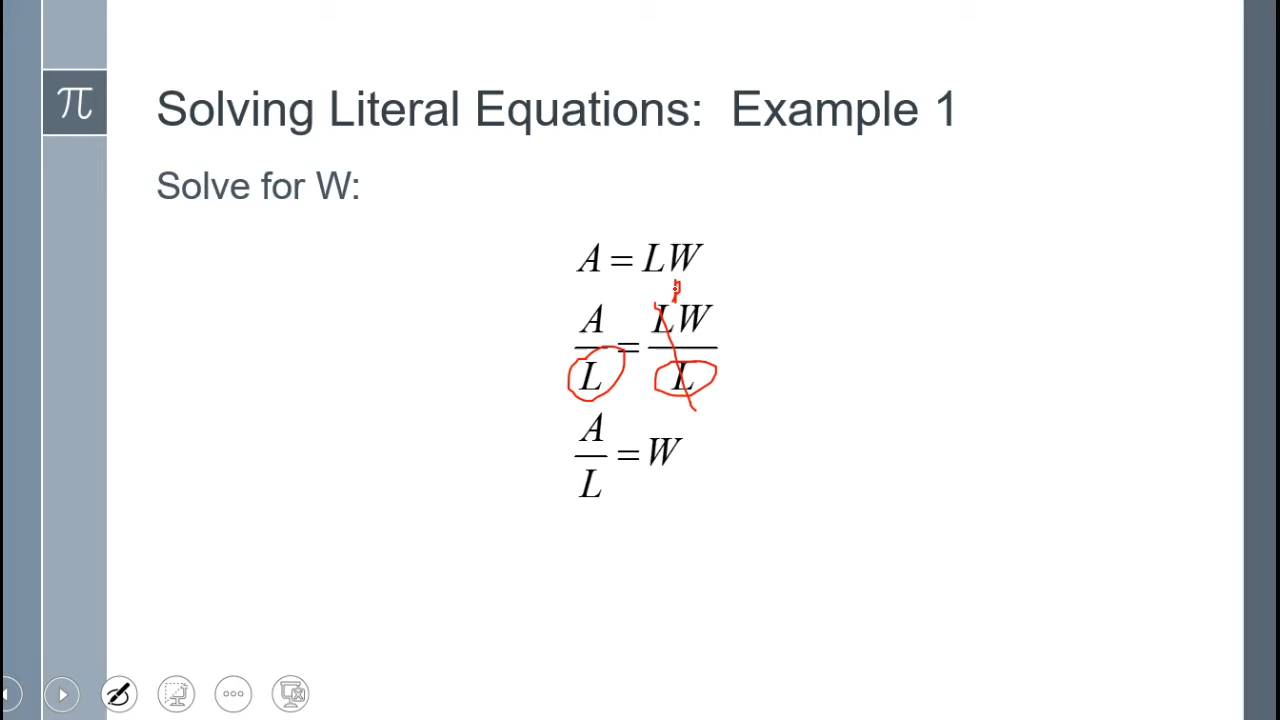 π
Solving Literal Equations: Example 1
Solve for W:
A = LW
A/L = LW/L
A/L = W